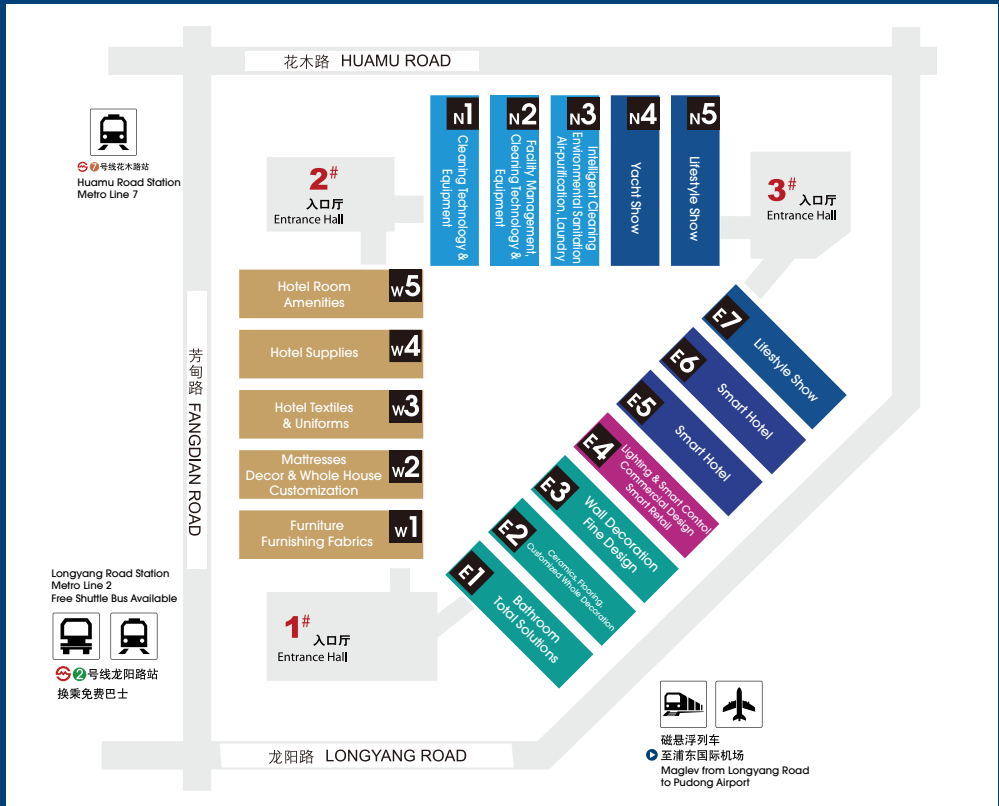 花木路 HUAMU ROAD
7号线花木路站
Huamu Road Station
Metro Line 7
2#
入口厅
Entrance Hall
N1
Cleaning Technology &
Equipment
N2
Facility Management,
Cleaning Technology &
Equipment
N3
Intelligent Cleaning
Environmental Sanitation
Air-purification, Laundry
N4
Yacht Show
N5
Lifestyle Show
3#
入口厅
Entrance Hall
芳甸路 FANGDIAN ROAD
Hotel Room
Amenities
W5
Hotel Supplies
W4
Hotel Textiles
& Uniforms
W3
Mattresses
Decor & Whole House
Customization
W2
Furniture
Furnishing Fabrics
W1
E7
Lifestyle Show
E6
Smart Hotel
E5
Smart Hotel
E4
Lighting & Smart Control
Commercial Design
Smart Retail
E3
Wall Decoration
Fine Design
E2
Ceramics, Flooring,
Customized Whole Decoration
E1
Bathroom
Total Solutions
Longyang Road Station
Metro Line 2
Free Shuttle Bus Available
2号线龙阳路站
换乘免费巴士
1#
入口厅
Entrance Hall
龙阳路 LONGYANG ROAD
磁悬浮列车
至浦东国际机场
Maglev from Longyang Road
to Pudong Airport